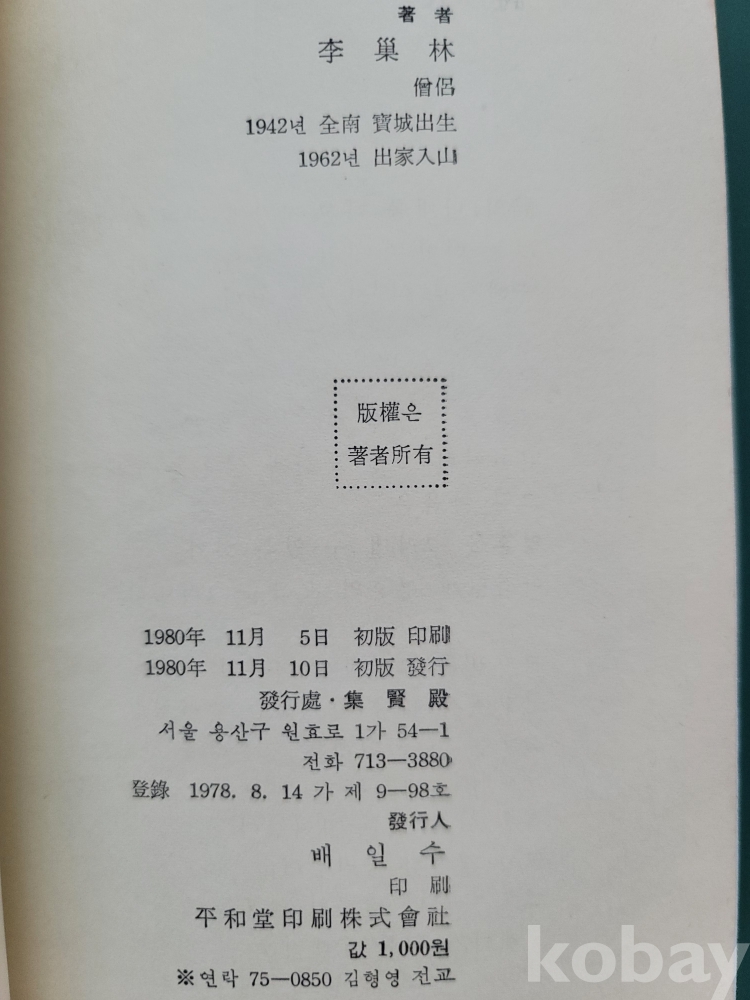 著者
李巢林
僧侶
1942년 全南 寶城出生
1962년 出家入山
版權은
著者所有
1980年 11月 5日 初版 印刷
1980年 11月 10日 初版 發行
發行處·集賢殿
서울 용산구 원효로 1가 54—1
전화 713—3880
登錄 1978. 8. 14 가 제 9—98호
發行人
배일수
印刷
平和堂印刷株式會社
값 1,000원
※연락 75—0850 김형영 전교
kobay